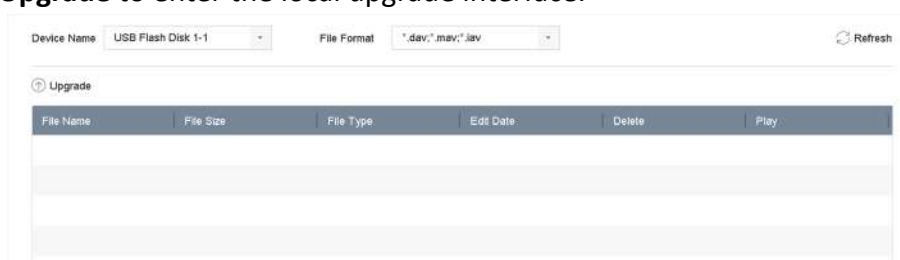 Upgrade to enter the local upgrade interface.
Device Name USB Flash Disk 1-1 File Format *.dav;*.mav;*.iav Refresh
Upgrade
File Name File Size File Type Edit Date Delete Play